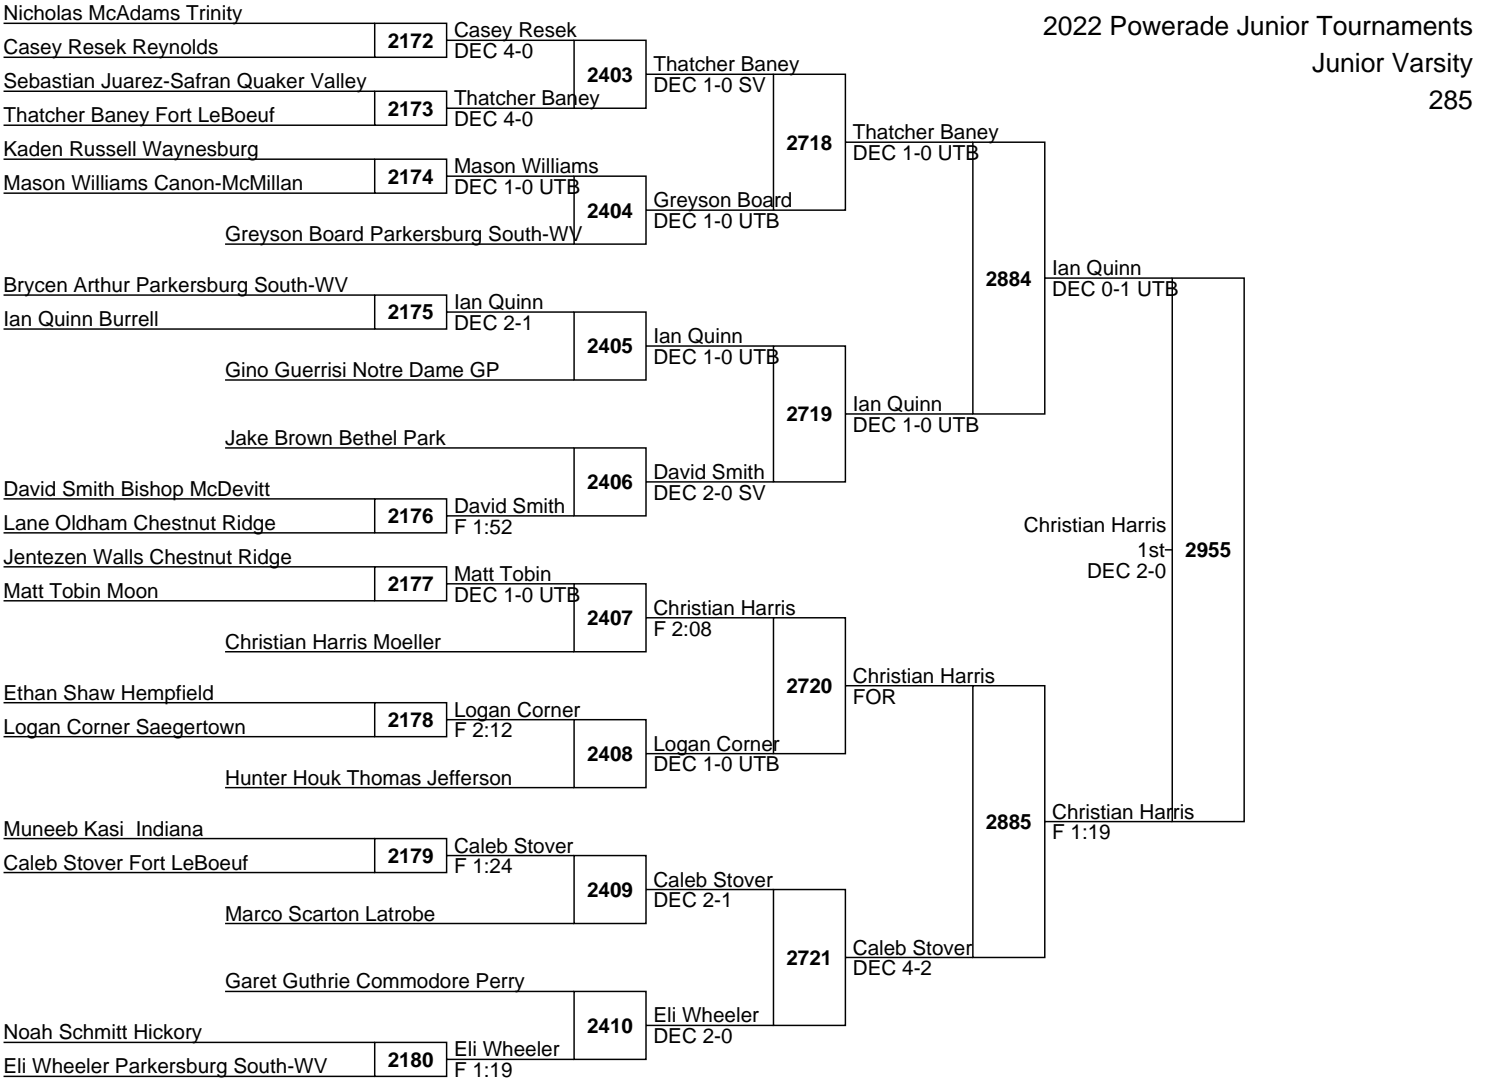 2022 Powerade Junior Tournaments
Junior Varsity
285
Nicholas McAdams Trinity
Casey Resek Reynolds
2172
Casey Resek
DEC 4-0
Sebastian Juarez-Safran Quaker Valley
Thatcher Baney Fort LeBoeuf
2173
Thatcher Baney
DEC 4-0
2403
Thatcher Baney
DEC 1-0 SV
Kaden Russell Waynesburg
Mason Williams Canon-McMillan
2174
Mason Williams
DEC 1-0 UTB
Greyson Board Parkersburg South-WV
2404
Greyson Board
DEC 1-0 UTB
2718
Thatcher Baney
DEC 1-0 UTB
Brycen Arthur Parkersburg South-WV
Ian Quinn Burrell
2175
Ian Quinn
DEC 2-1
Gino Guerrisi Notre Dame GP
2405
Ian Quinn
DEC 1-0 UTB
Jake Brown Bethel Park
David Smith Bishop McDevitt
Lane Oldham Chestnut Ridge
2176
David Smith
F 1:52
2406
David Smith
DEC 2-0 SV
2719
Ian Quinn
DEC 1-0 UTB
2884
Ian Quinn
DEC 0-1 UTB
Jentezen Walls Chestnut Ridge
Matt Tobin Moon
2177
Matt Tobin
DEC 1-0 UTB
Christian Harris Moeller
2407
Christian Harris
F 2:08
Ethan Shaw Hempfield
Logan Corner Saegertown
2178
Logan Corner
F 2:12
Hunter Houk Thomas Jefferson
2408
Logan Corner
DEC 1-0 UTB
2720
Christian Harris
FOR
Muneeb Kasi  Indiana
Caleb Stover Fort LeBoeuf
2179
Caleb Stover
F 1:24
Marco Scarton Latrobe
2409
Caleb Stover
DEC 2-1
Garet Guthrie Commodore Perry
Noah Schmitt Hickory
Eli Wheeler Parkersburg South-WV
2180
Eli Wheeler
F 1:19
2410
Eli Wheeler
DEC 2-0
2721
Caleb Stover
DEC 4-2
2885
Christian Harris
F 1:19
Christian Harris
1st
DEC 2-0
2955